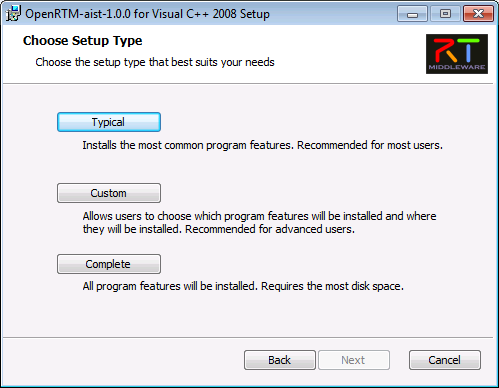 OpenRTM-aist-1.0.0 for Visual C++ 2008 Setup
Choose Setup Type
Choose the setup type that best suits your needs
RT
MIDDLEWARE
Typical
Installs the most common program features. Recommended for most users.
Custom
Allows users to choose which program features will be installed and where
they will be installed. Recommended for advanced users.
Complete
All program features will be installed. Requires the most disk space.
Back
Next
Cancel